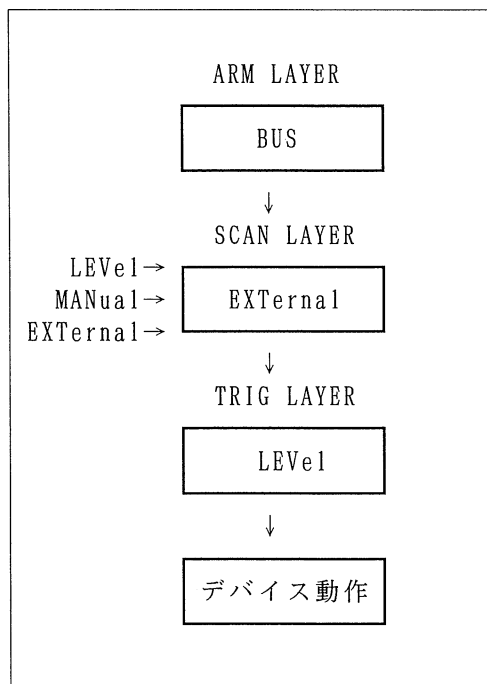 ARM LAYER
BUS
↓
SCAN LAYER
LEVel→
MANual→
EXTernal→
EXTernal
↓
TRIG LAYER
LEVel
↓
デバイス動作